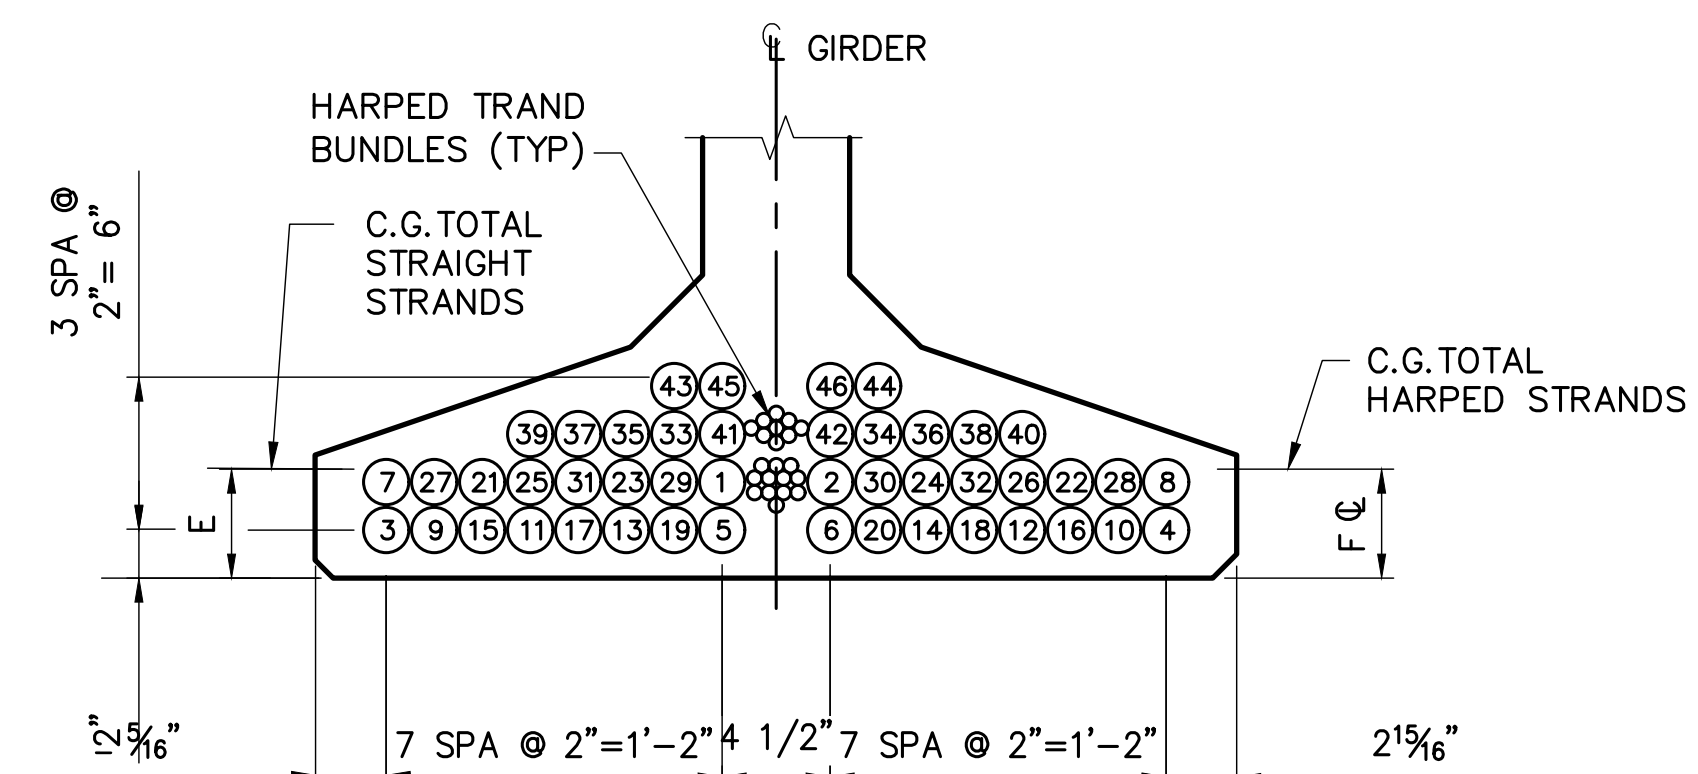 ℄ GIRDER
HARPED TRAND
BUNDLES (TYP)
3 SPA @
2"= 6"
C.G.TOTAL
STRAIGHT
STRANDS
C.G.TOTAL
HARPED STRANDS
43 45 46 44
39 37 35 33 41 42 34 36 38 40
7 27 21 25 31 23 29 1 2 30 24 32 26 22 28 8
3 9 15 11 17 13 19 5 6 20 14 18 12 16 10 4
E
F ℄
2"
2 5/16"
7 SPA @ 2"=1'-2"
4 1/2"
7 SPA @ 2"=1'-2"
2 15/16"